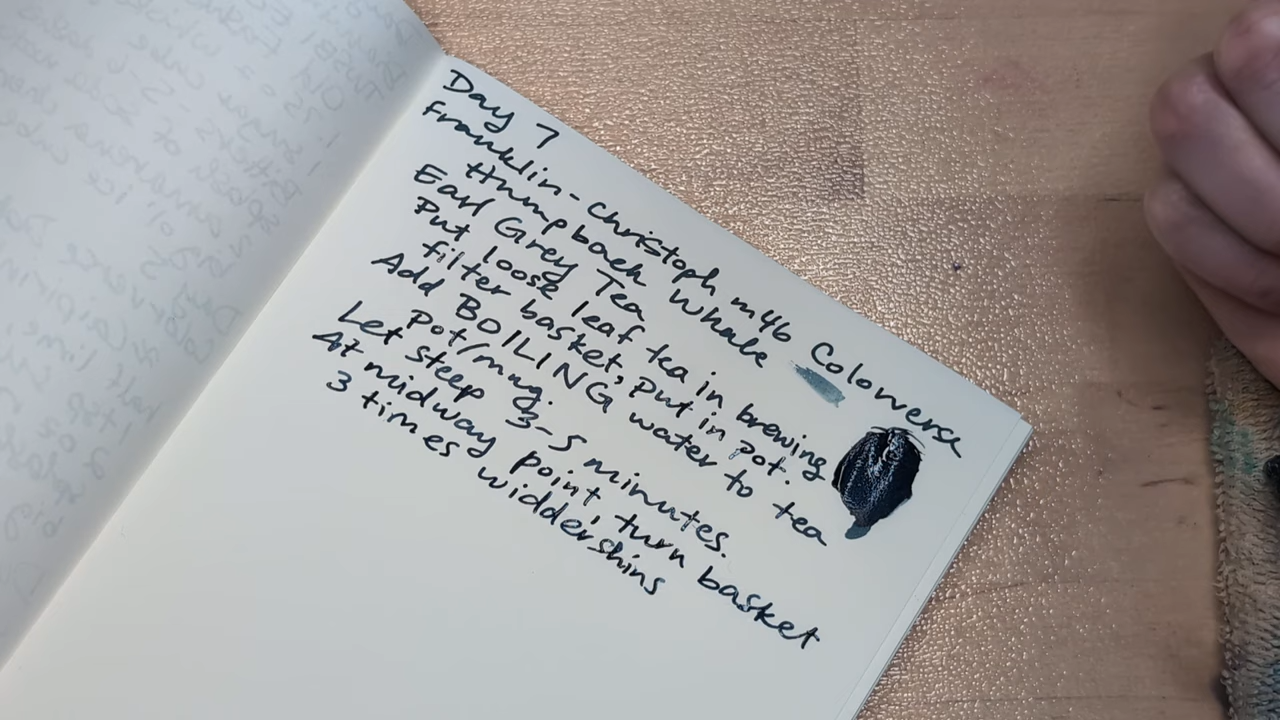 Day 7
Franklin-Christoph m46 Colorverse
Humpback Whale
Earl Grey Tea
Put loose leaf tea in brewing
filter basket, put in pot.
Add BOILING water to tea
Pot/mug.
Let steep 3-5 minutes.
At midway point, turn basket
3 times widdershins